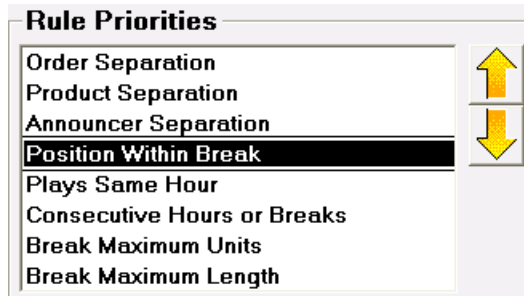 Rule Priorities
Order Separation
Product Separation
Announcer Separation
Position Within Break
Plays Same Hour
Consecutive Hours or Breaks
Break Maximum Units
Break Maximum Length